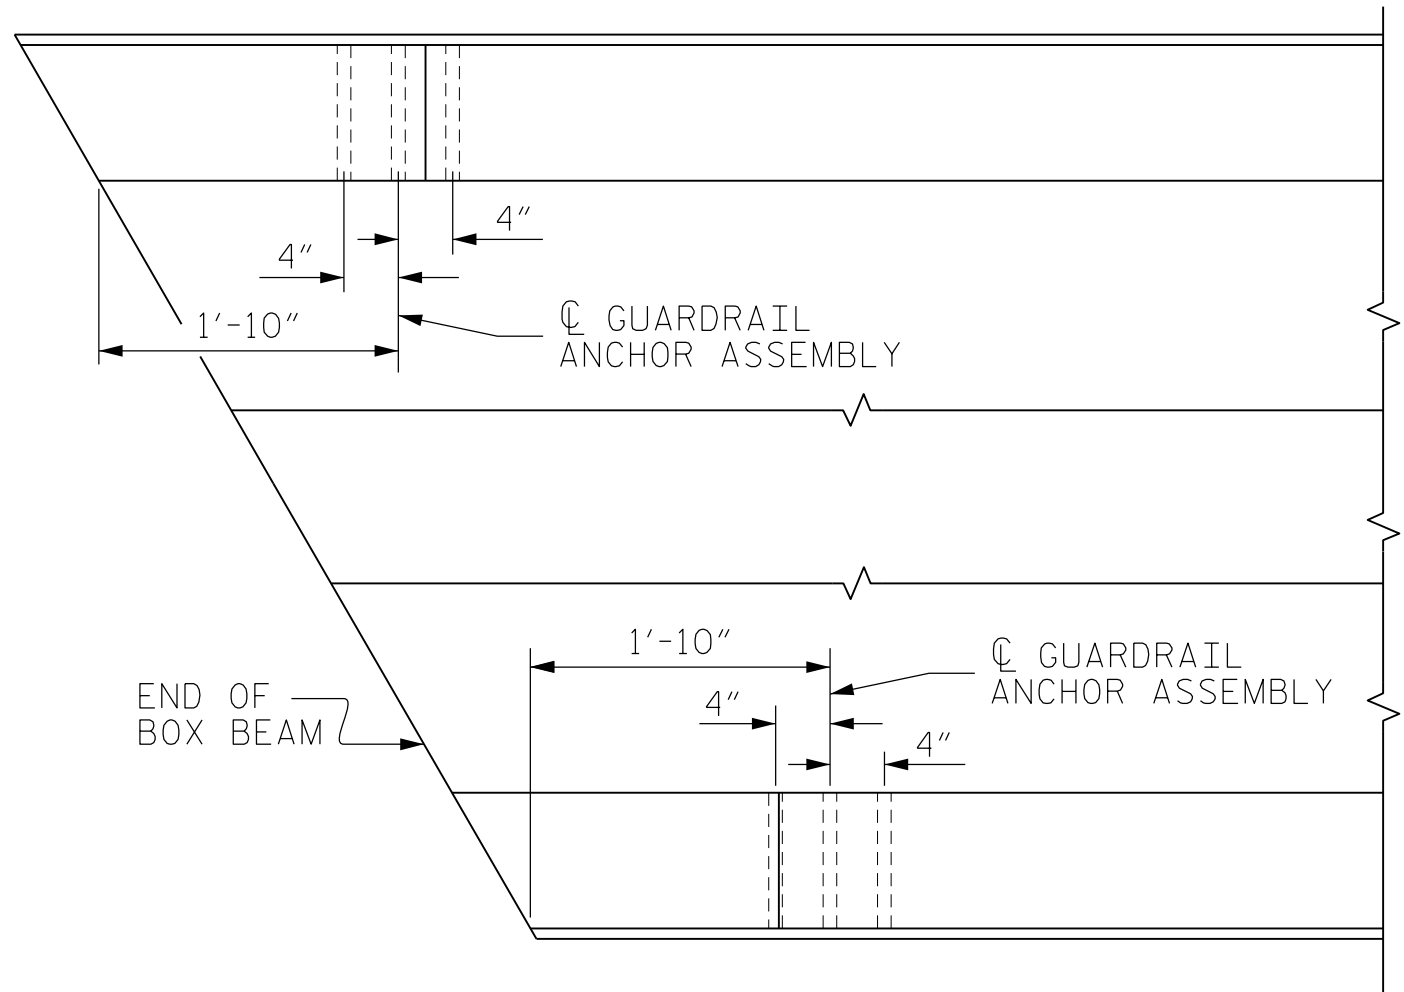 4"
4"
1'-10"
℄ GUARDRAIL
ANCHOR ASSEMBLY
1'-10"
℄ GUARDRAIL
ANCHOR ASSEMBLY
END OF
BOX BEAM
4"
4"